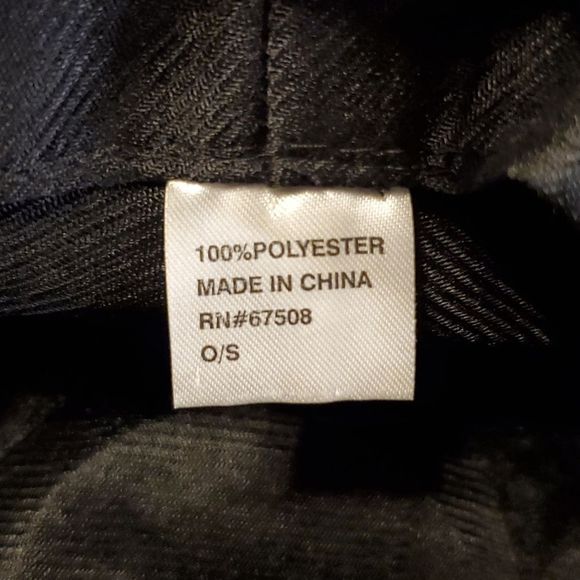 100%POLYESTER
MADE IN CHINA
RN#67508
O/S